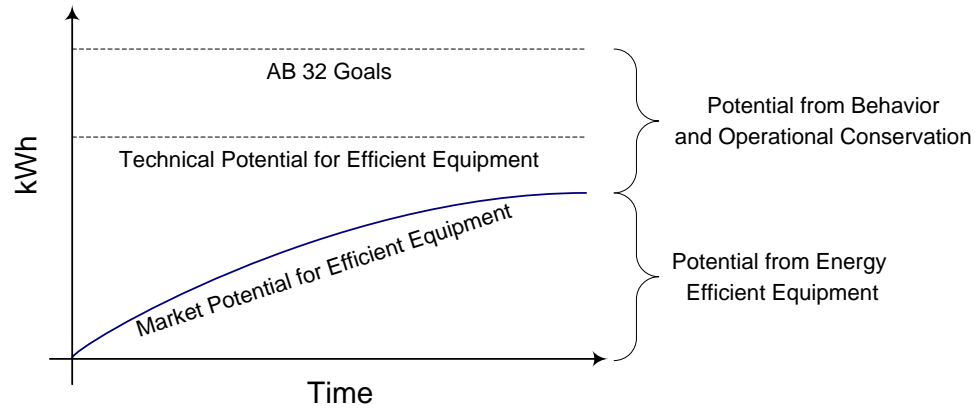 AB 32 Goals
Technical Potential for Efficient Equipment
Market Potential for Efficient Equipment
kWh
Time
Potential from Behavior
and Operational Conservation
Potential from Energy
Efficient Equipment